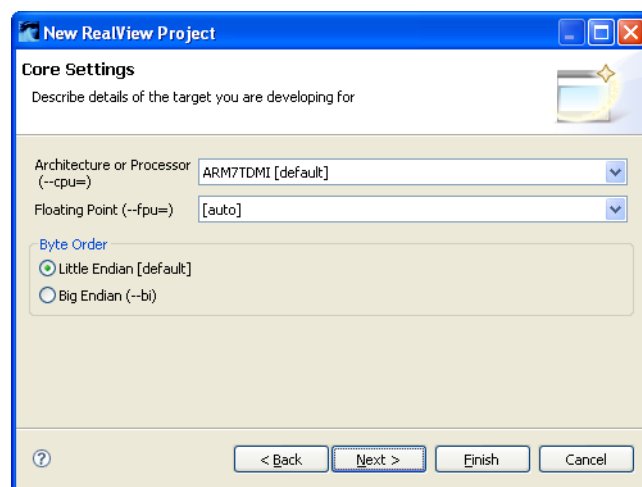 New RealView Project
Core Settings
Describe details of the target you are developing for
Architecture or Processor
(--cpu=)
ARM7TDMI [default]
Floating Point (--fpu=)
[auto]
Byte Order
Little Endian [default]
Big Endian (--bi)
?
< Back
Next >
Finish
Cancel